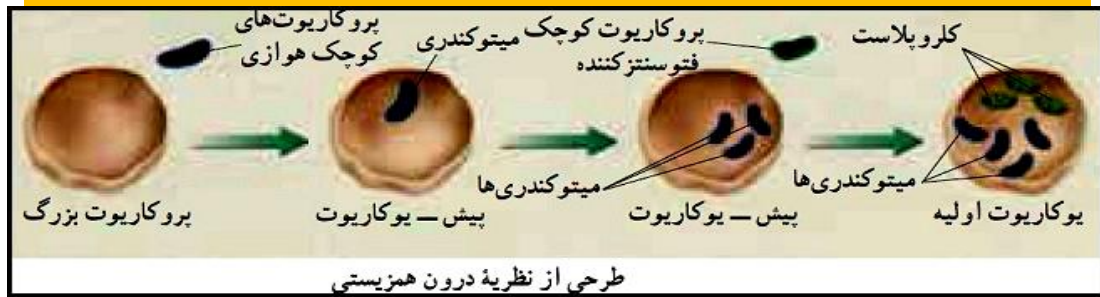 پروکاریوت‌های
کوچک هوازی
میتوکندری
پروکاریوت کوچک
فتوسنتزکننده
کلروپلاست
میتوکندری‌ها
میتوکندری‌ها
پروکاریوت بزرگ
پیش ــ یوکاریوت
پیش ــ یوکاریوت
یوکاریوت اولیه
طرحی از نظریهٔ درون همزیستی